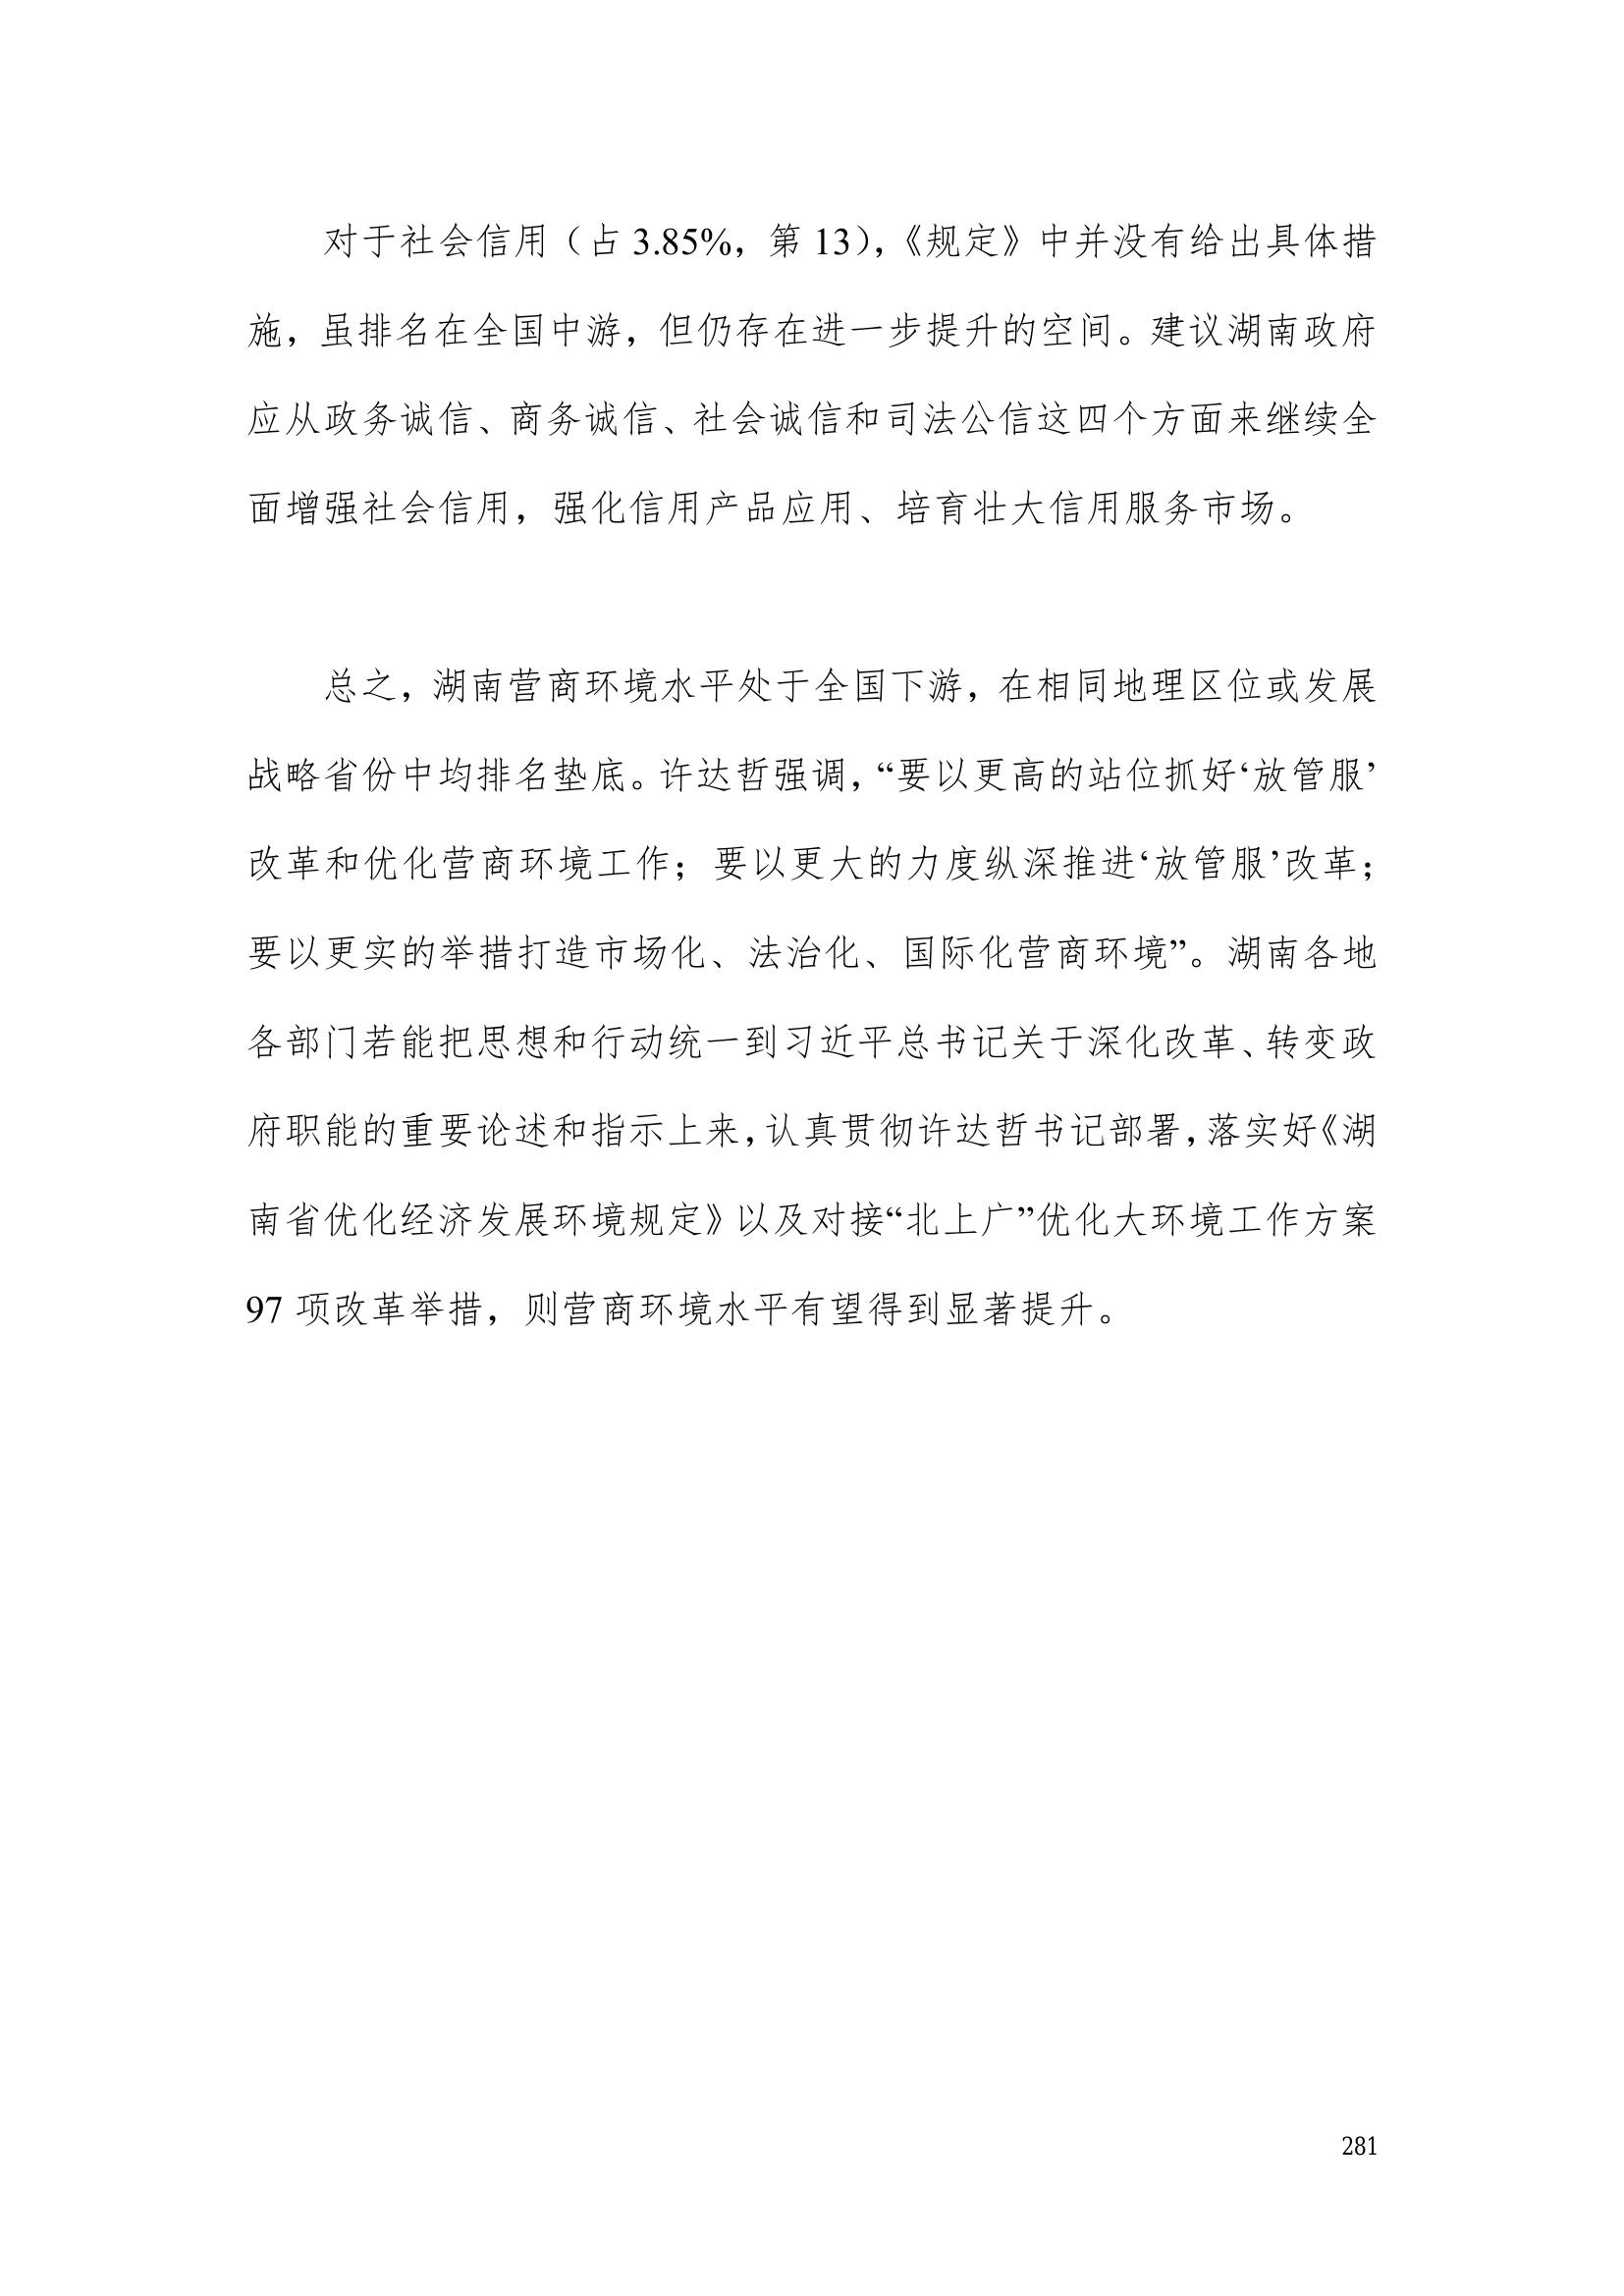 对于社会信用（占 3.85%，第 13），《规定》中并没有给出具体措
施，虽排名在全国中游，但仍存在进一步提升的空间。建议湖南政府
应从政务诚信、商务诚信、社会诚信和司法公信这四个方面来继续全
面增强社会信用，强化信用产品应用、培育壮大信用服务市场。
总之，湖南营商环境水平处于全国下游，在相同地理区位或发展
战略省份中均排名垫底。许达哲强调，“要以更高的站位抓好‘放管服’
改革和优化营商环境工作；要以更大的力度纵深推进‘放管服’改革；
要以更实的举措打造市场化、法治化、国际化营商环境”。湖南各地
各部门若能把思想和行动统一到习近平总书记关于深化改革、转变政
府职能的重要论述和指示上来，认真贯彻许达哲书记部署，落实好《湖
南省优化经济发展环境规定》以及对接“北上广”优化大环境工作方案
97 项改革举措，则营商环境水平有望得到显著提升。
281